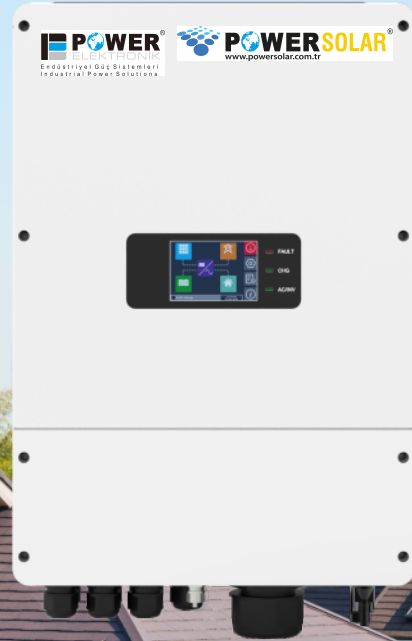 POWER®
ELEKTRONİK
Endüstriyel Güç Sistemleri
Industrial Power Solutions
POWERSOLAR®
www.powersolar.com.tr
FAULT
CHG
AC/INV